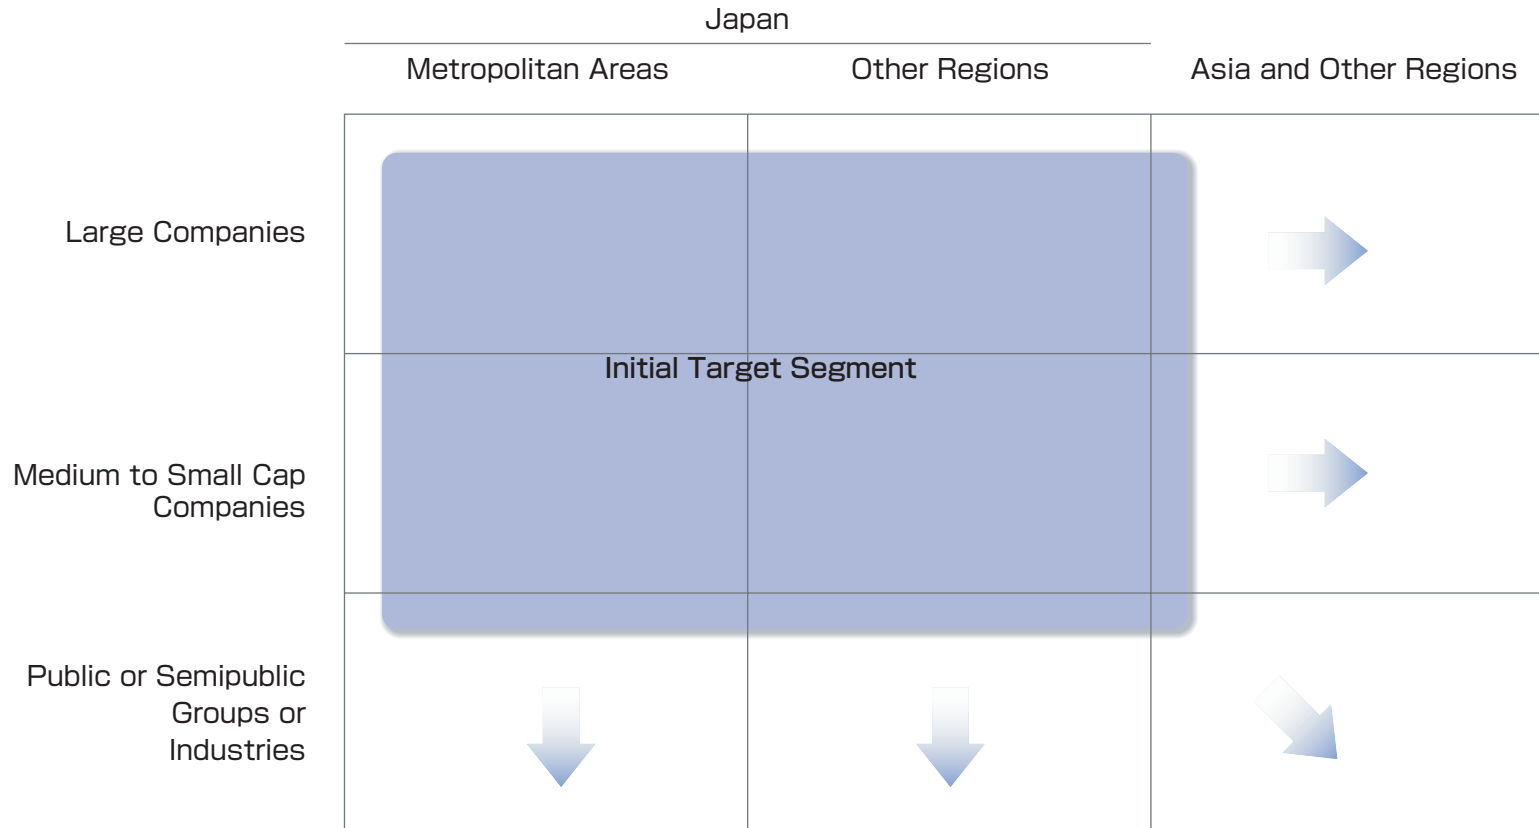 Japan
Metropolitan Areas
Other Regions
Asia and Other Regions
Large Companies
Initial Target Segment
Medium to Small Cap
Companies
Public or Semipublic
Groups or
Industries